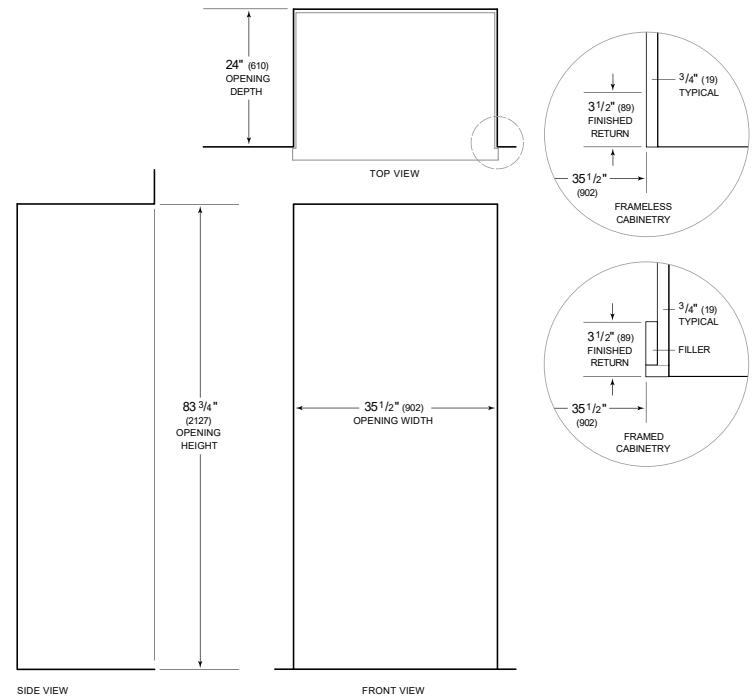 24" (610)
OPENING
DEPTH
TOP VIEW
3/4" (19)
TYPICAL
3 1/2" (89)
FINISHED
RETURN
35 1/2"
(902)
FRAMELESS
CABINETRY
3/4" (19)
TYPICAL
3 1/2" (89)
FINISHED
RETURN
FILLER
35 1/2"
(902)
FRAMED
CABINETRY
83 3/4"
(2127)
OPENING
HEIGHT
35 1/2" (902)
OPENING WIDTH
SIDE VIEW
FRONT VIEW